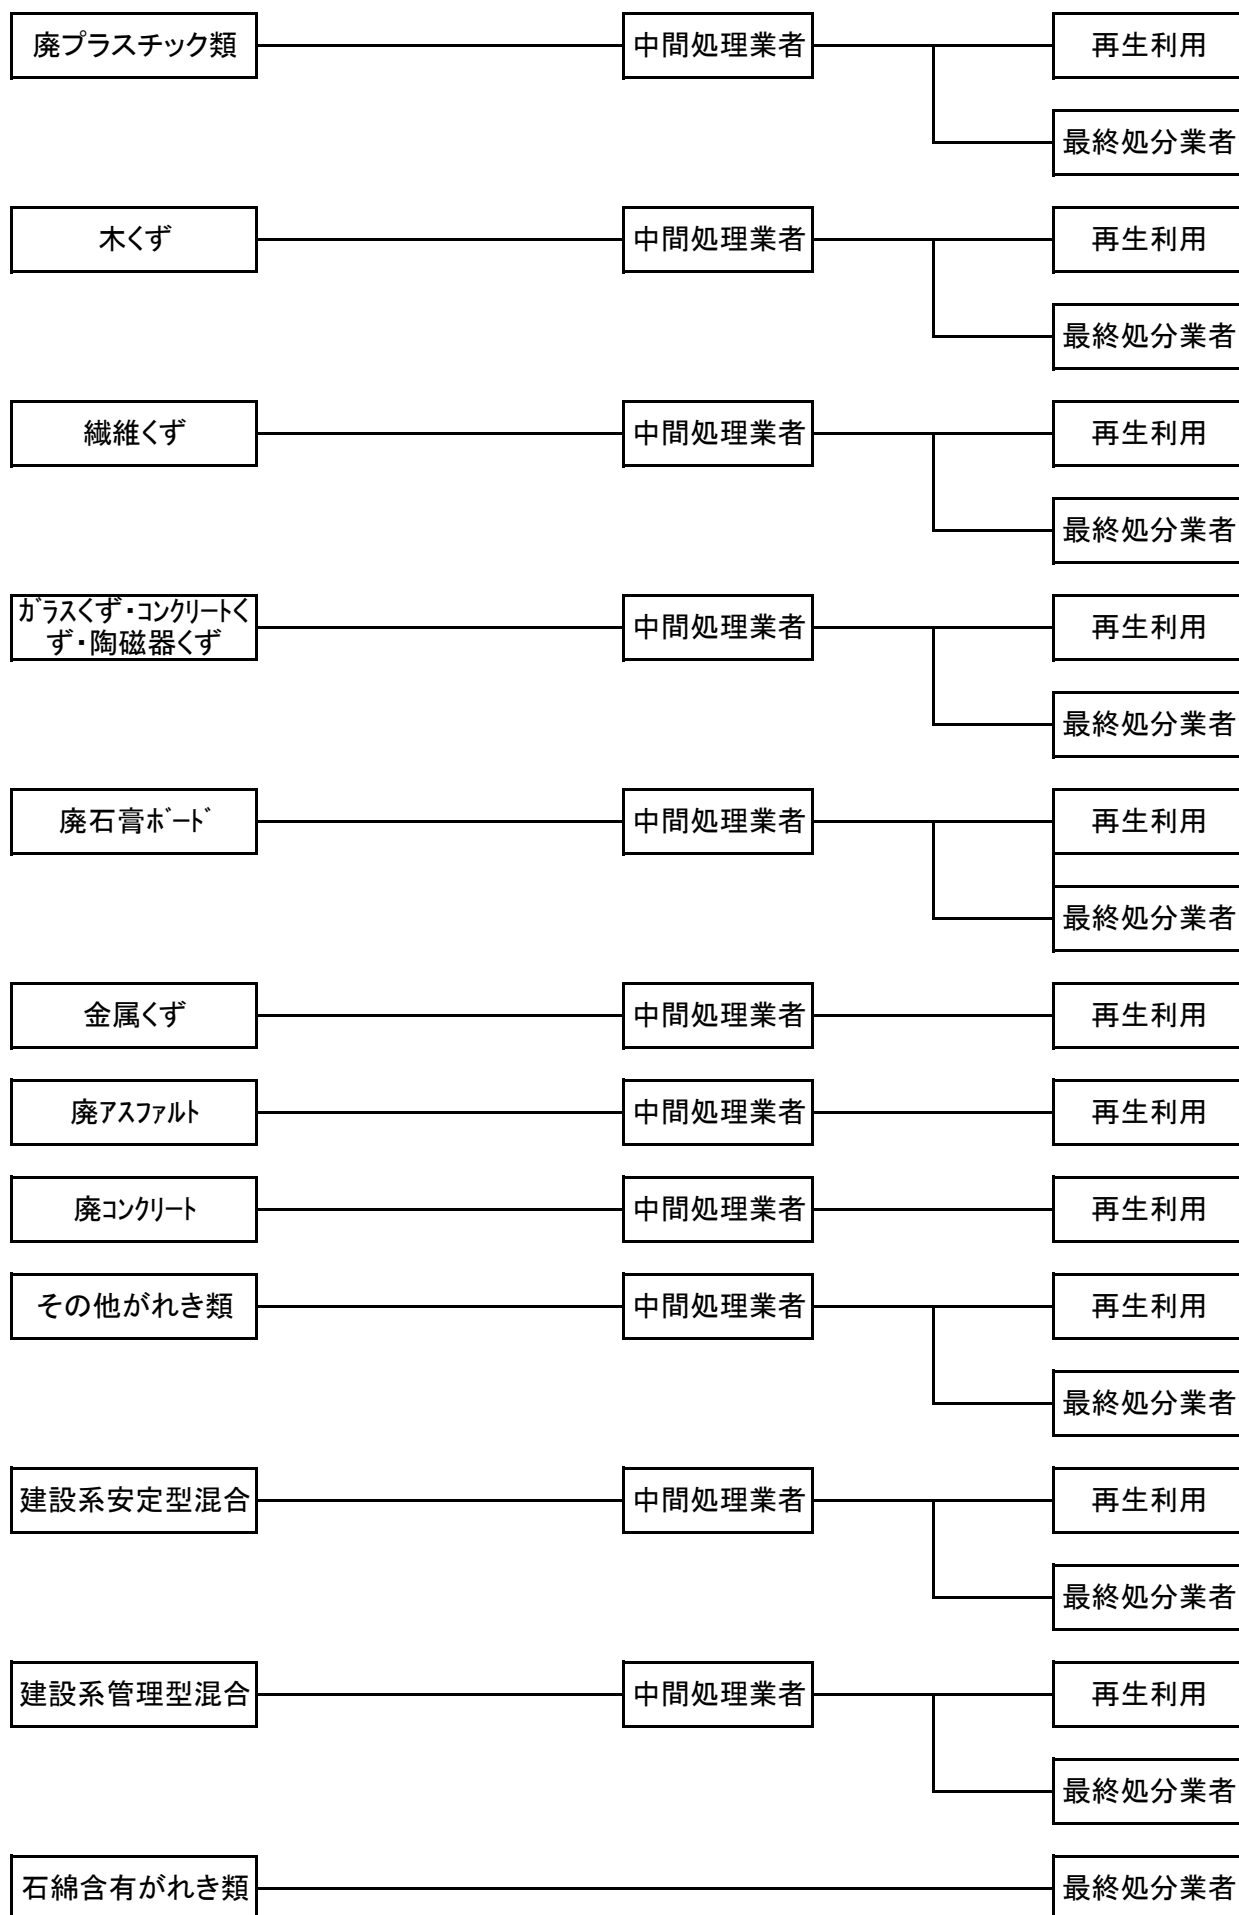 廃プラスチック類
中間処理業者
再生利用
最終処分業者
木くず
中間処理業者
再生利用
最終処分業者
繊維くず
中間処理業者
再生利用
最終処分業者
ガラスくず・コンクリートく
ず・陶磁器くず
中間処理業者
再生利用
最終処分業者
廃石膏ボード
中間処理業者
再生利用
最終処分業者
金属くず
中間処理業者
再生利用
廃アスファルト
中間処理業者
再生利用
廃コンクリート
中間処理業者
再生利用
その他がれき類
中間処理業者
再生利用
最終処分業者
建設系安定型混合
中間処理業者
再生利用
最終処分業者
建設系管理型混合
中間処理業者
再生利用
最終処分業者
石綿含有がれき類
最終処分業者